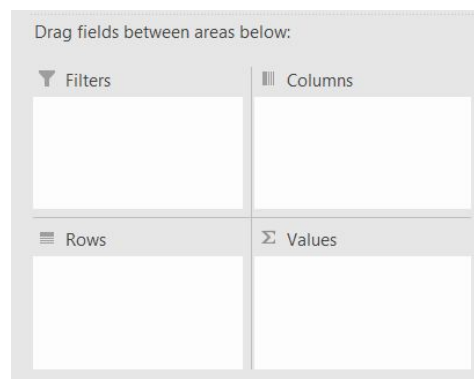 Drag fields between areas below:
Filters
Columns
Rows
Σ Values